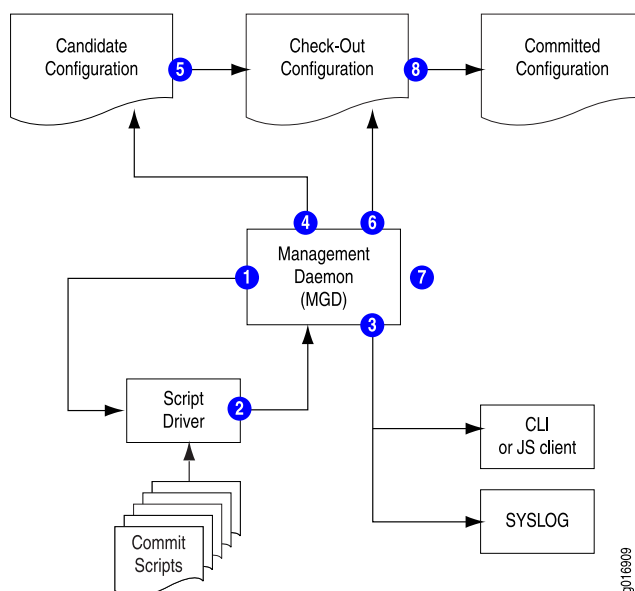 Candidate
Configuration
5
Check-Out
Configuration
8
Committed
Configuration
4
6
1
Management
Daemon
(MGD)
7
3
Script
Driver
2
CLI
or JS client
SYSLOG
Commit
Scripts
g016909